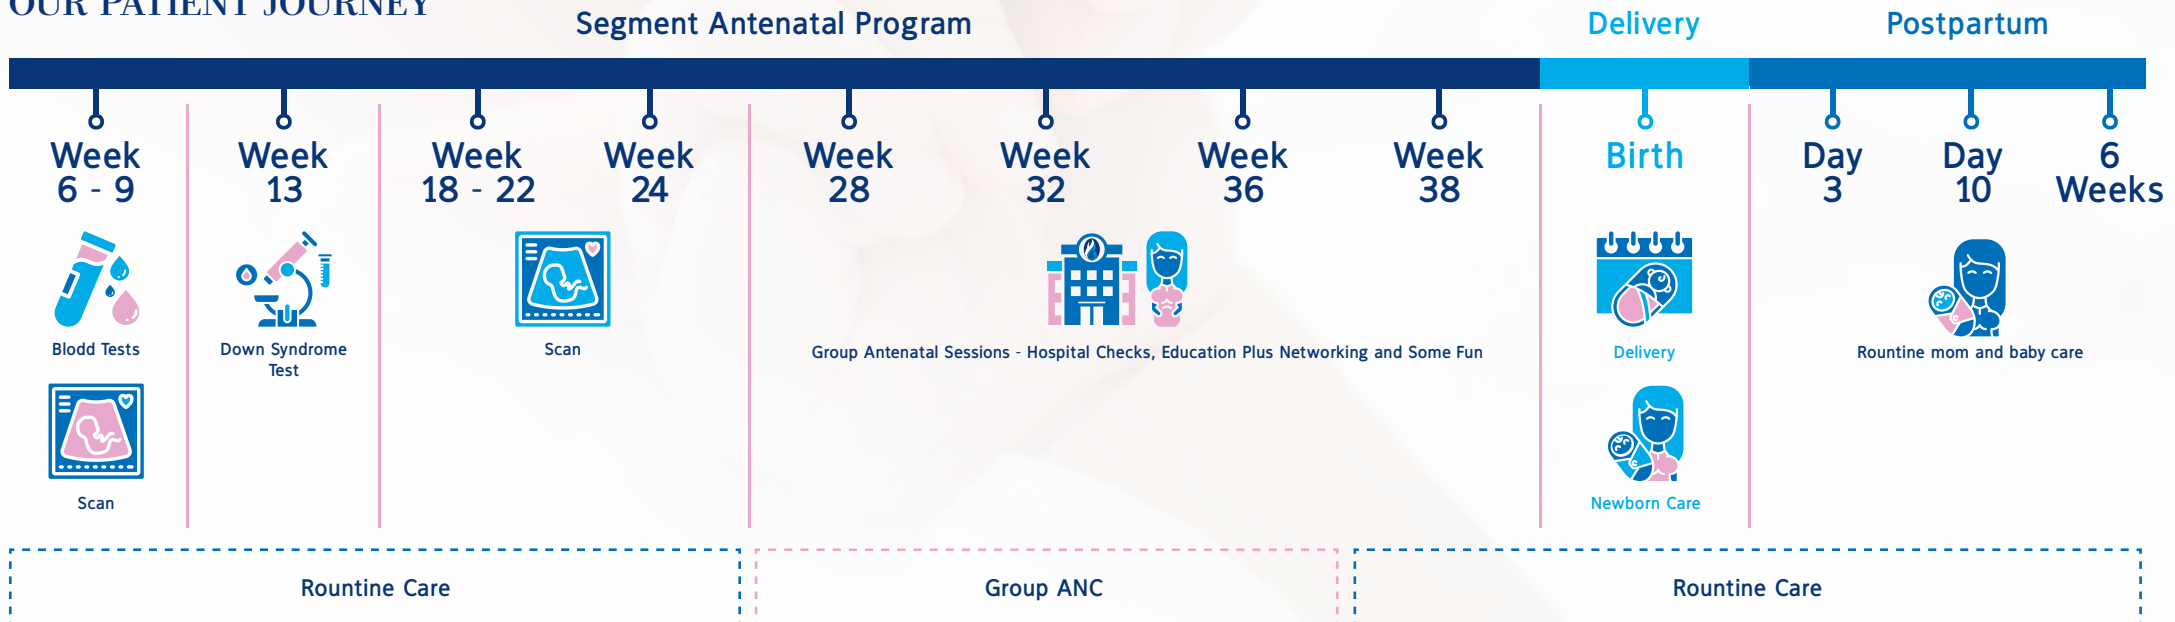 OUR PATIENT JOURNEY
Segment Antenatal Program
Delivery
Postpartum
Week
6 - 9
Week
13
Week
18 - 22
Week
24
Week
28
Week
32
Week
36
Week
38
Birth
Day
3
Day
10
6
Weeks
Blodd Tests
Scan
Down Syndrome
Test
Scan
Group Antenatal Sessions - Hospital Checks, Education Plus Networking and Some Fun
Delivery
Newborn Care
Rountine mom and baby care
Rountine Care
Group ANC
Rountine Care